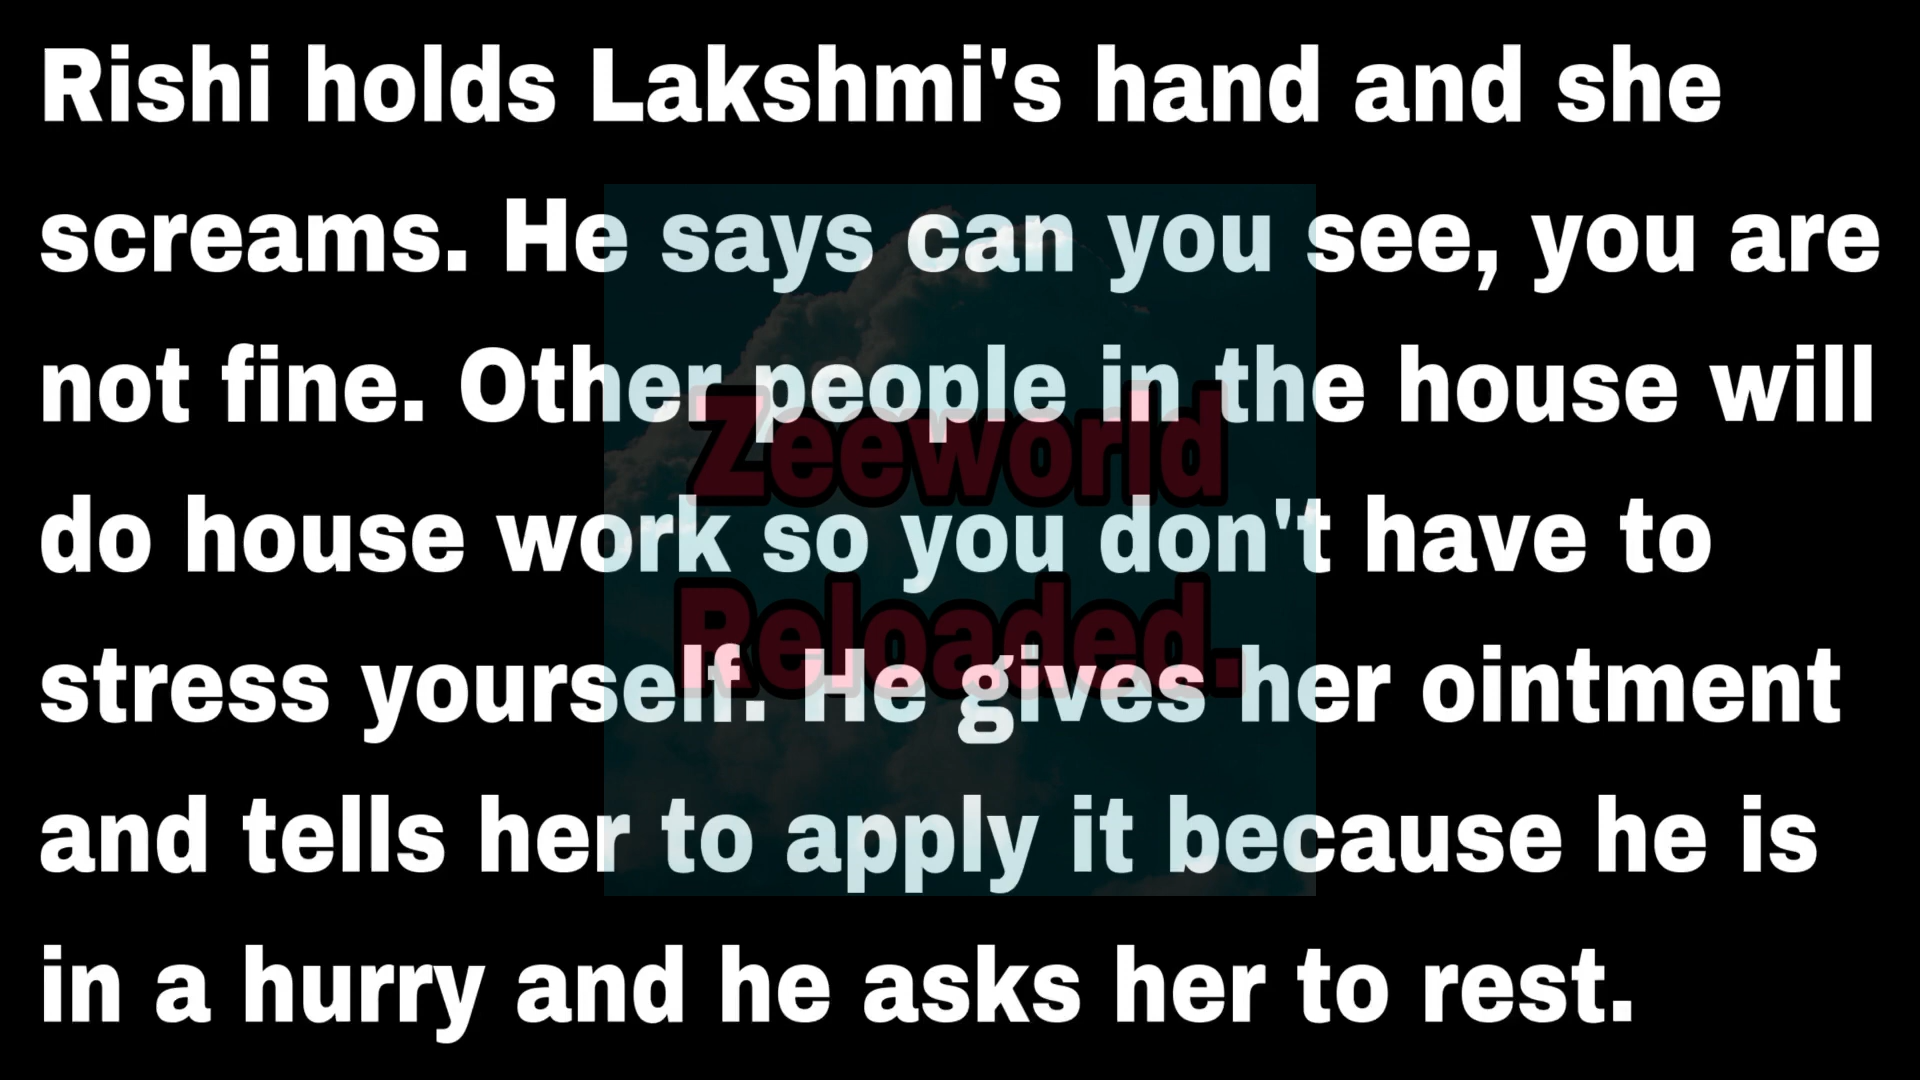 Rishi holds Lakshmi's hand and she
screams. He says can you see, you are
not fine. Other people in the house will
do house work so you don't have to
stress yourself. He gives her ointment
and tells her to apply it because he is
in a hurry and he asks her to rest.
Zeeworld
Reloaded.